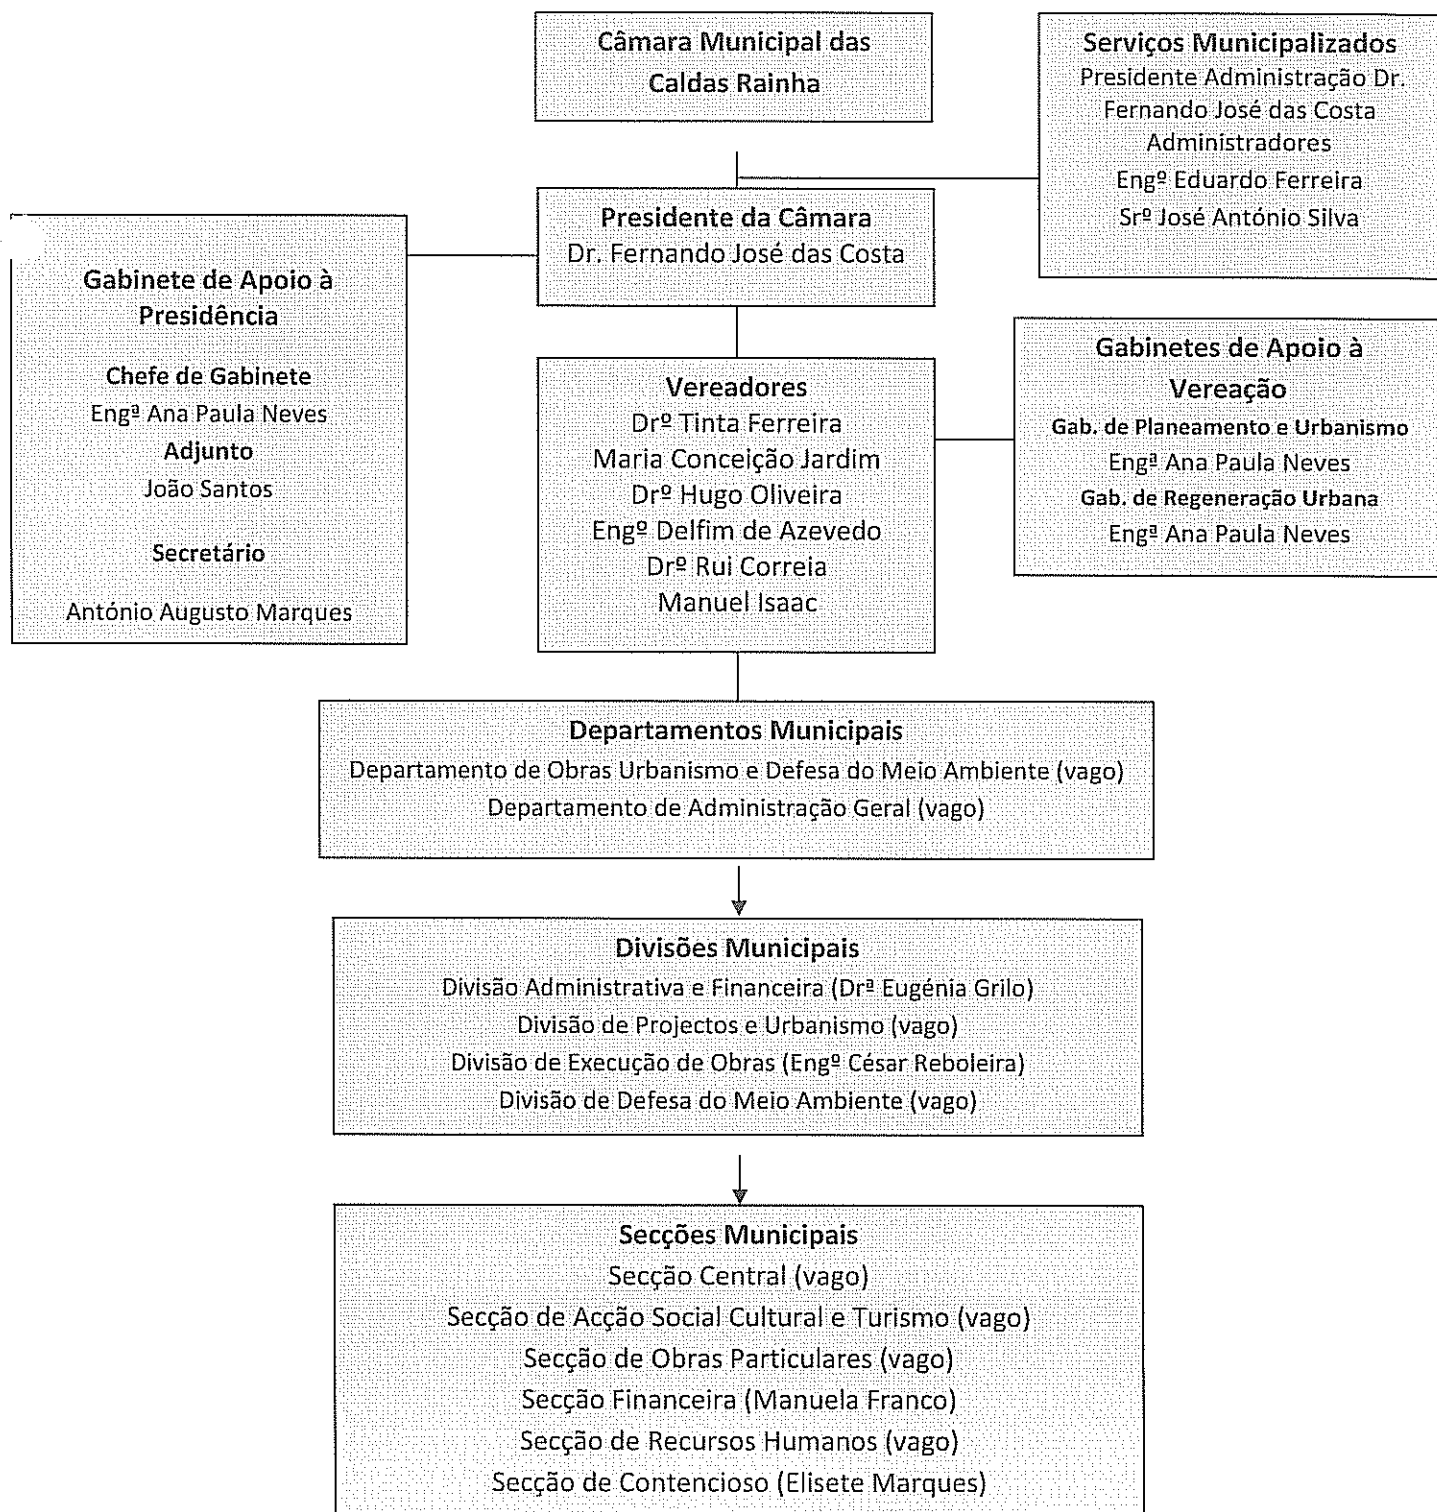 Câmara Municipal das
Caldas Rainha
Serviços Municipalizados
Presidente Administração Dr.
Fernando José das Costa
Administradores
Engº Eduardo Ferreira
Srº José António Silva
Presidente da Câmara
Dr. Fernando José das Costa
Gabinete de Apoio à
Presidência
Chefe de Gabinete
Engª Ana Paula Neves
Adjunto
João Santos
Secretário
António Augusto Marques
Vereadores
Drº Tinta Ferreira
Maria Conceição Jardim
Drº Hugo Oliveira
Engº Delfim de Azevedo
Drº Rui Correia
Manuel Isaac
Gabinetes de Apoio à
Vereação
Gab. de Planeamento e Urbanismo
Engª Ana Paula Neves
Gab. de Regeneração Urbana
Engª Ana Paula Neves
Departamentos Municipais
Departamento de Obras Urbanismo e Defesa do Meio Ambiente (vago)
Departamento de Administração Geral (vago)
Divisões Municipais
Divisão Administrativa e Financeira (Drª Eugénia Grilo)
Divisão de Projectos e Urbanismo (vago)
Divisão de Execução de Obras (Engº César Reboleira)
Divisão de Defesa do Meio Ambiente (vago)
Secções Municipais
Secção Central (vago)
Secção de Acção Social Cultural e Turismo (vago)
Secção de Obras Particulares (vago)
Secção Financeira (Manuela Franco)
Secção de Recursos Humanos (vago)
Secção de Contencioso (Elisete Marques)